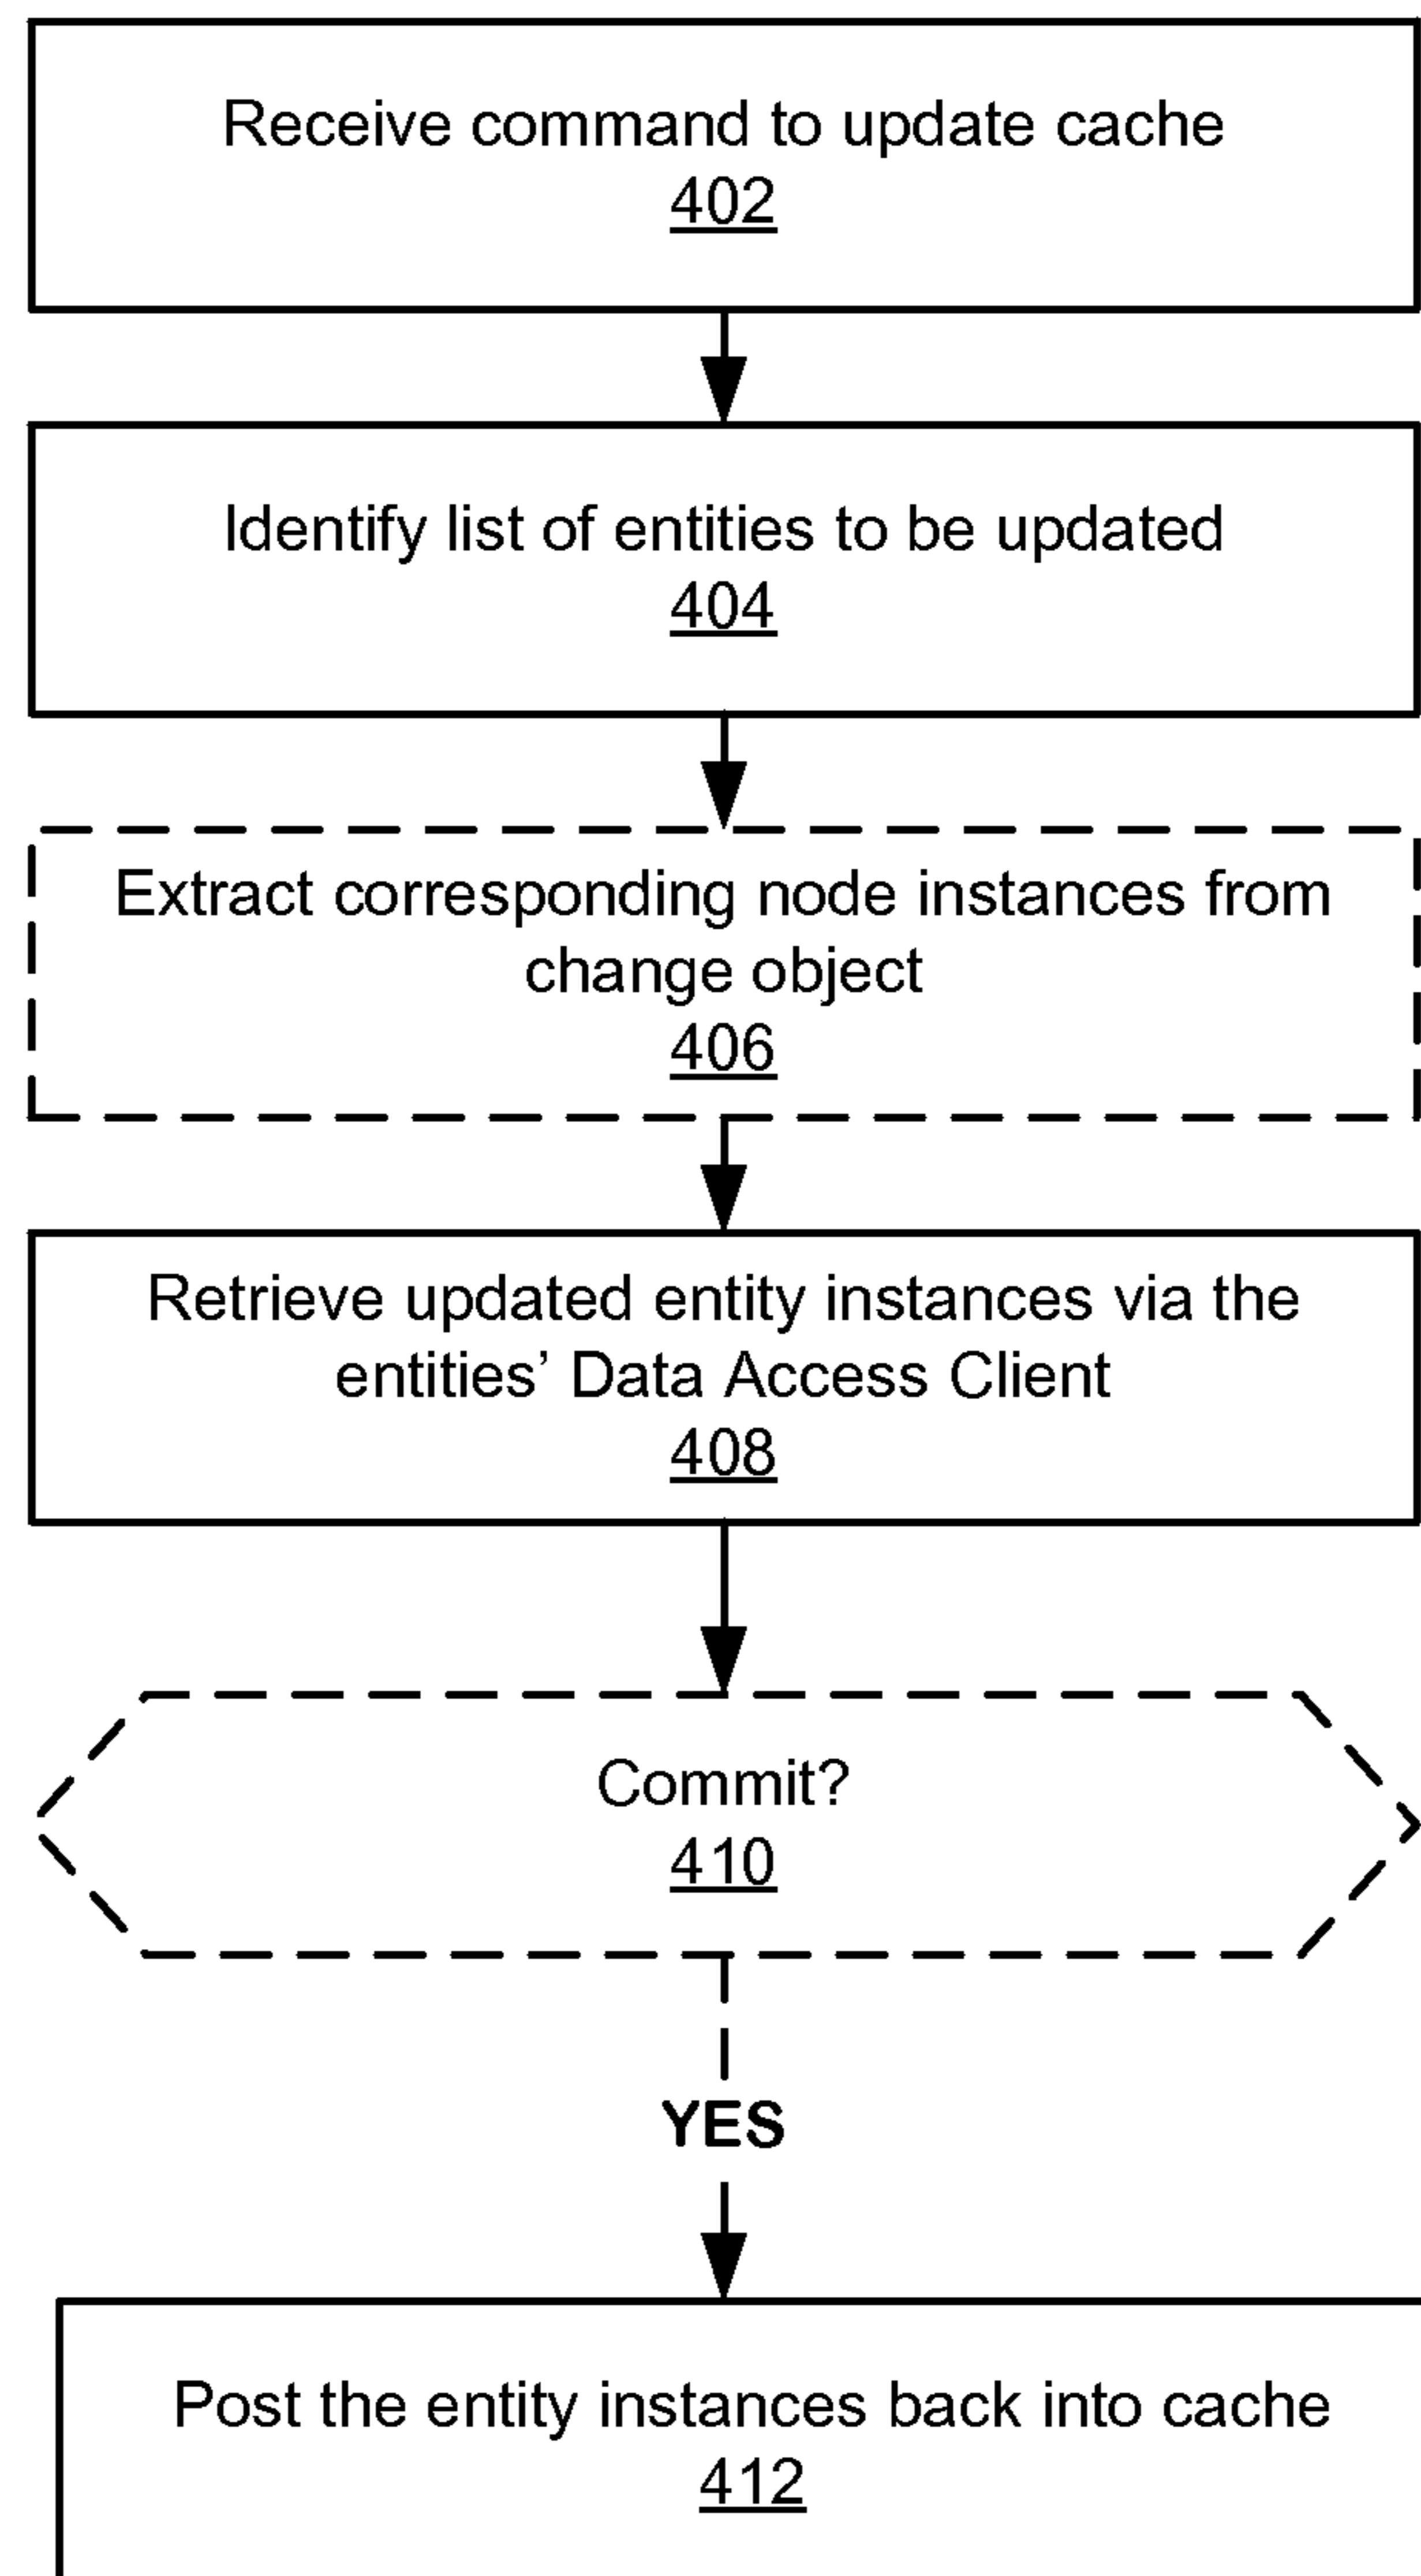 Receive command to update cache
402
Identify list of entities to be updated
404
Extract corresponding node instances from
change object
406
Retrieve updated entity instances via the
entities’ Data Access Client
408
Commit?
410
YES
Post the entity instances back into cache
412